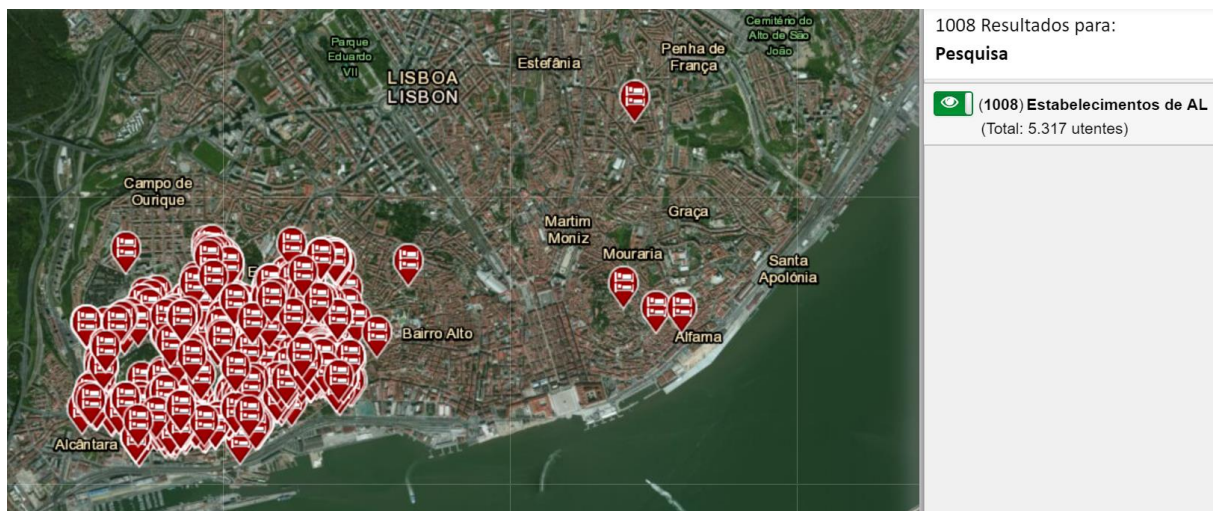 Cemitério do
Alto de São
João
Parque
Eduardo
VII
Penha de
França
Estefânia
LISBOA
LISBON
Campo de
Ourique
Graça
Martim
Moniz
Mouraria
Santa
Apolónia
Bairro Alto
Alfama
Alcântara
1008 Resultados para:
Pesquisa
(1008) Estabelecimentos de AL
(Total: 5.317 utentes)